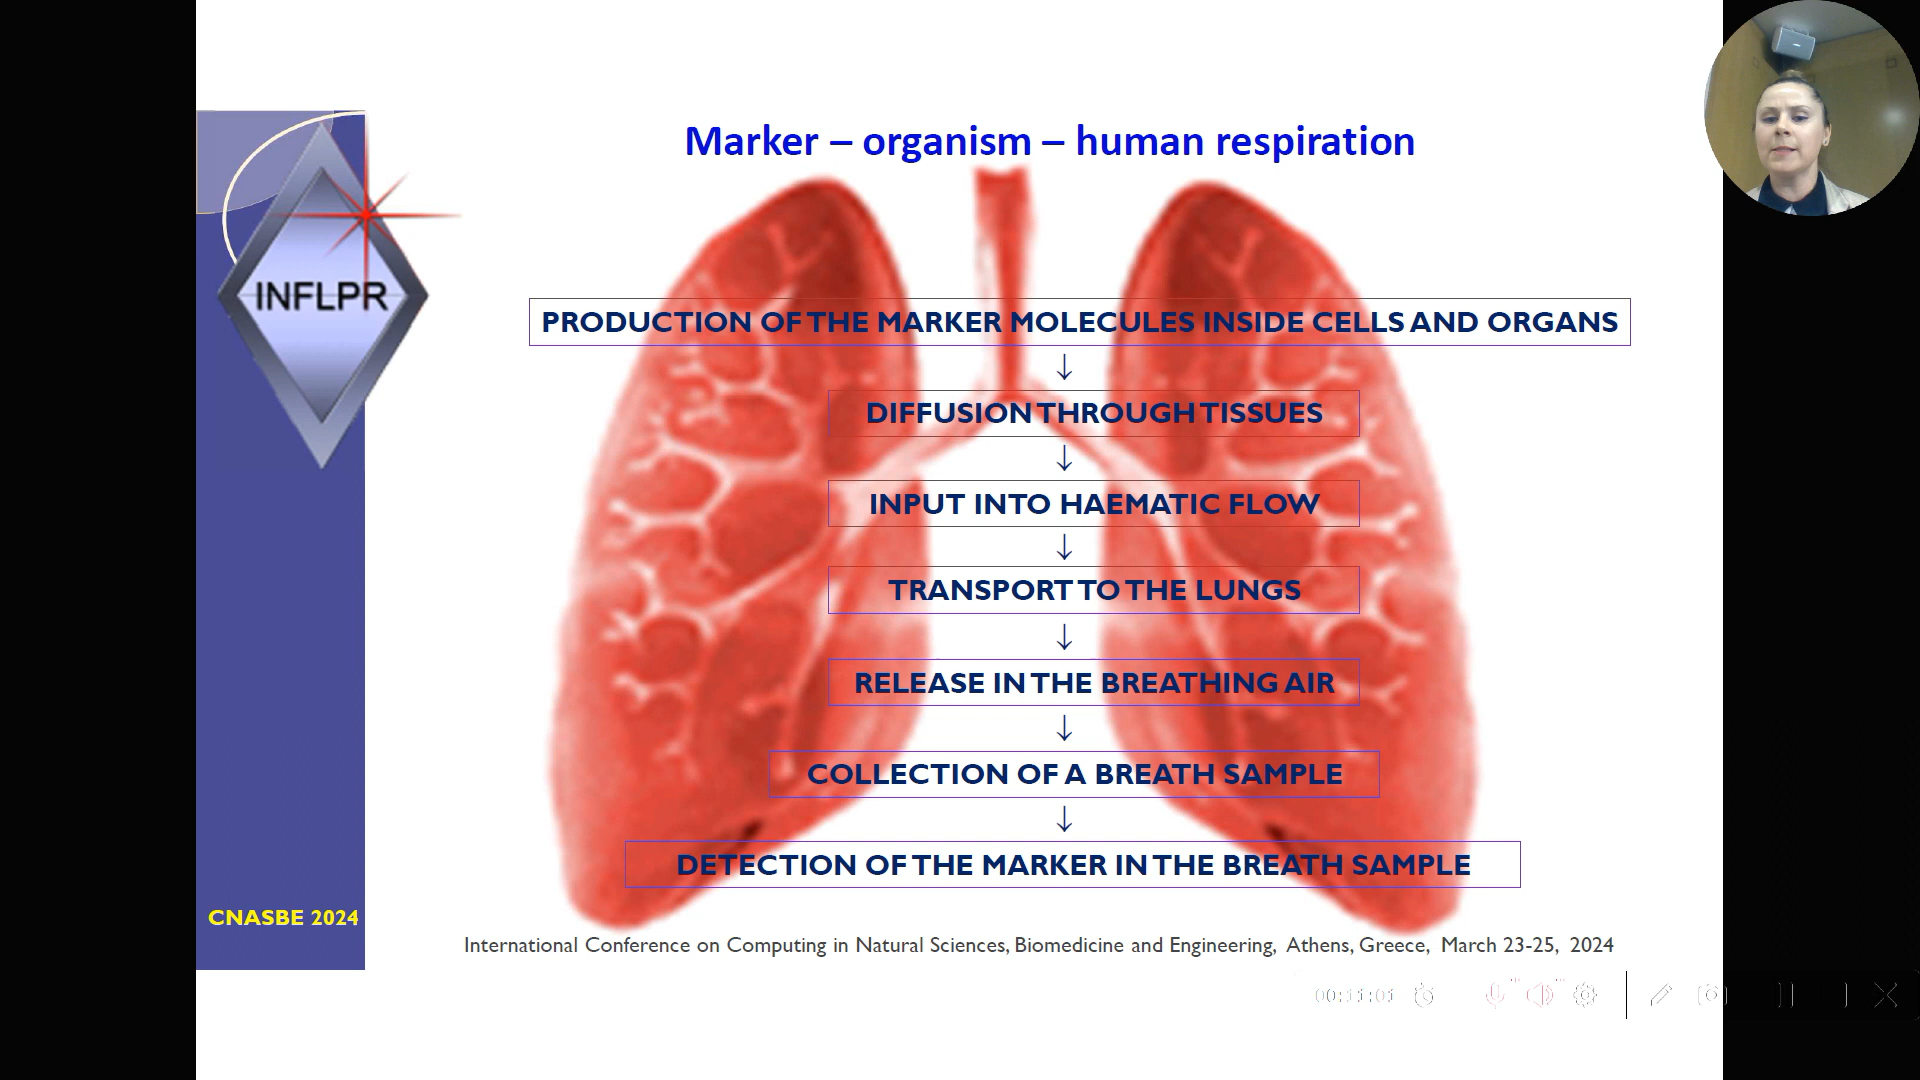 Marker – organism – human respiration
INFLPR
PRODUCTION OF THE MARKER MOLECULES INSIDE CELLS AND ORGANS
↓
DIFFUSION THROUGH TISSUES
↓
INPUT INTO HAEMATIC FLOW
↓
TRANSPORT TO THE LUNGS
↓
RELEASE IN THE BREATHING AIR
↓
COLLECTION OF A BREATH SAMPLE
↓
DETECTION OF THE MARKER IN THE BREATH SAMPLE
CNASBE 2024
International Conference on Computing in Natural Sciences, Biomedicine and Engineering, Athens, Greece, March 23-25, 2024
00:11:01